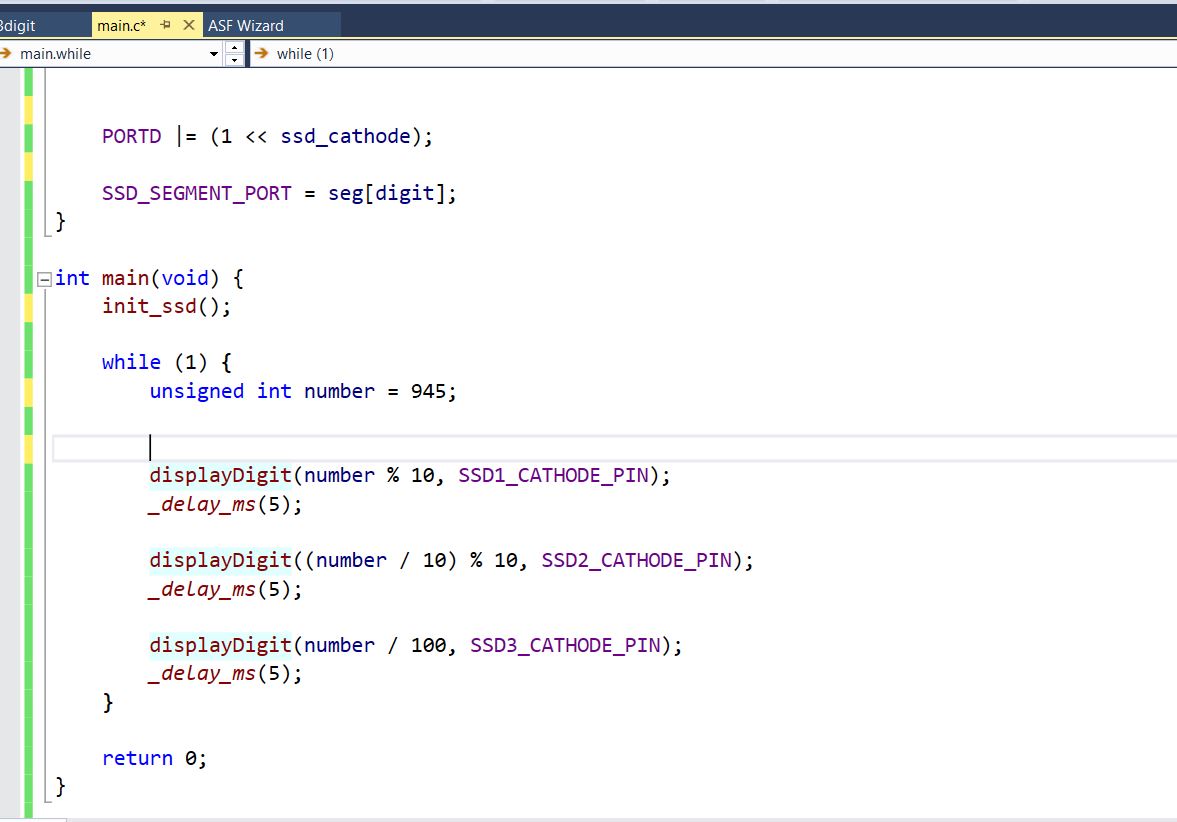 3digit main.c* ASF Wizard
main.while while (1)
PORTD |= (1 << ssd_cathode);
SSD_SEGMENT_PORT = seg[digit];
}
int main(void) {
init_ssd();
while (1) {
unsigned int number = 945;
displayDigit(number % 10, SSD1_CATHODE_PIN);
_delay_ms(5);
displayDigit((number / 10) % 10, SSD2_CATHODE_PIN);
_delay_ms(5);
displayDigit(number / 100, SSD3_CATHODE_PIN);
_delay_ms(5);
}
return 0;
}